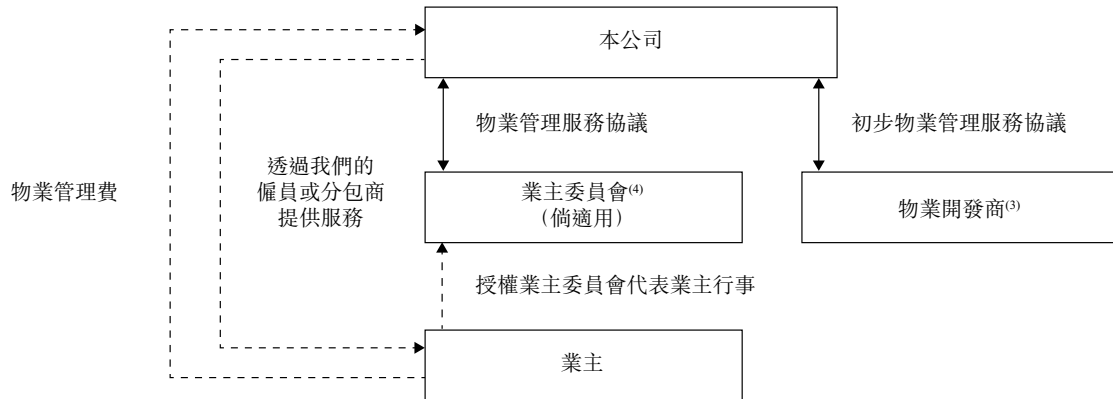 本公司
物業管理服務協議
初步物業管理服務協議
物業管理費
透過我們的
僱員或分包商
提供服務
業主委員會(4)
(倘適用)
物業開發商(3)
授權業主委員會代表業主行事
業主